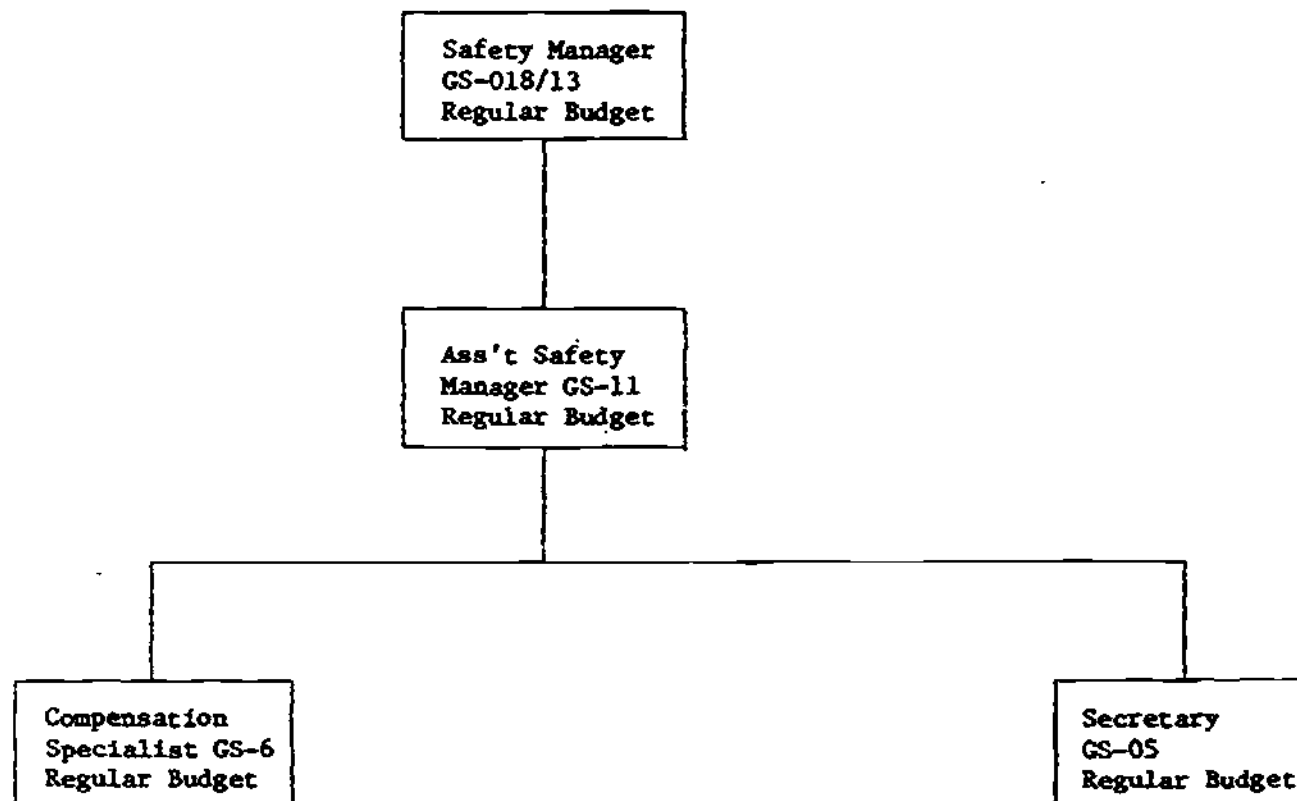 Safety Manager
GS-018/13
Regular Budget
Ass't Safety
Manager GS-11
Regular Budget
Compensation
Specialist GS-6
Regular Budget
Secretary
GS-05
Regular Budget